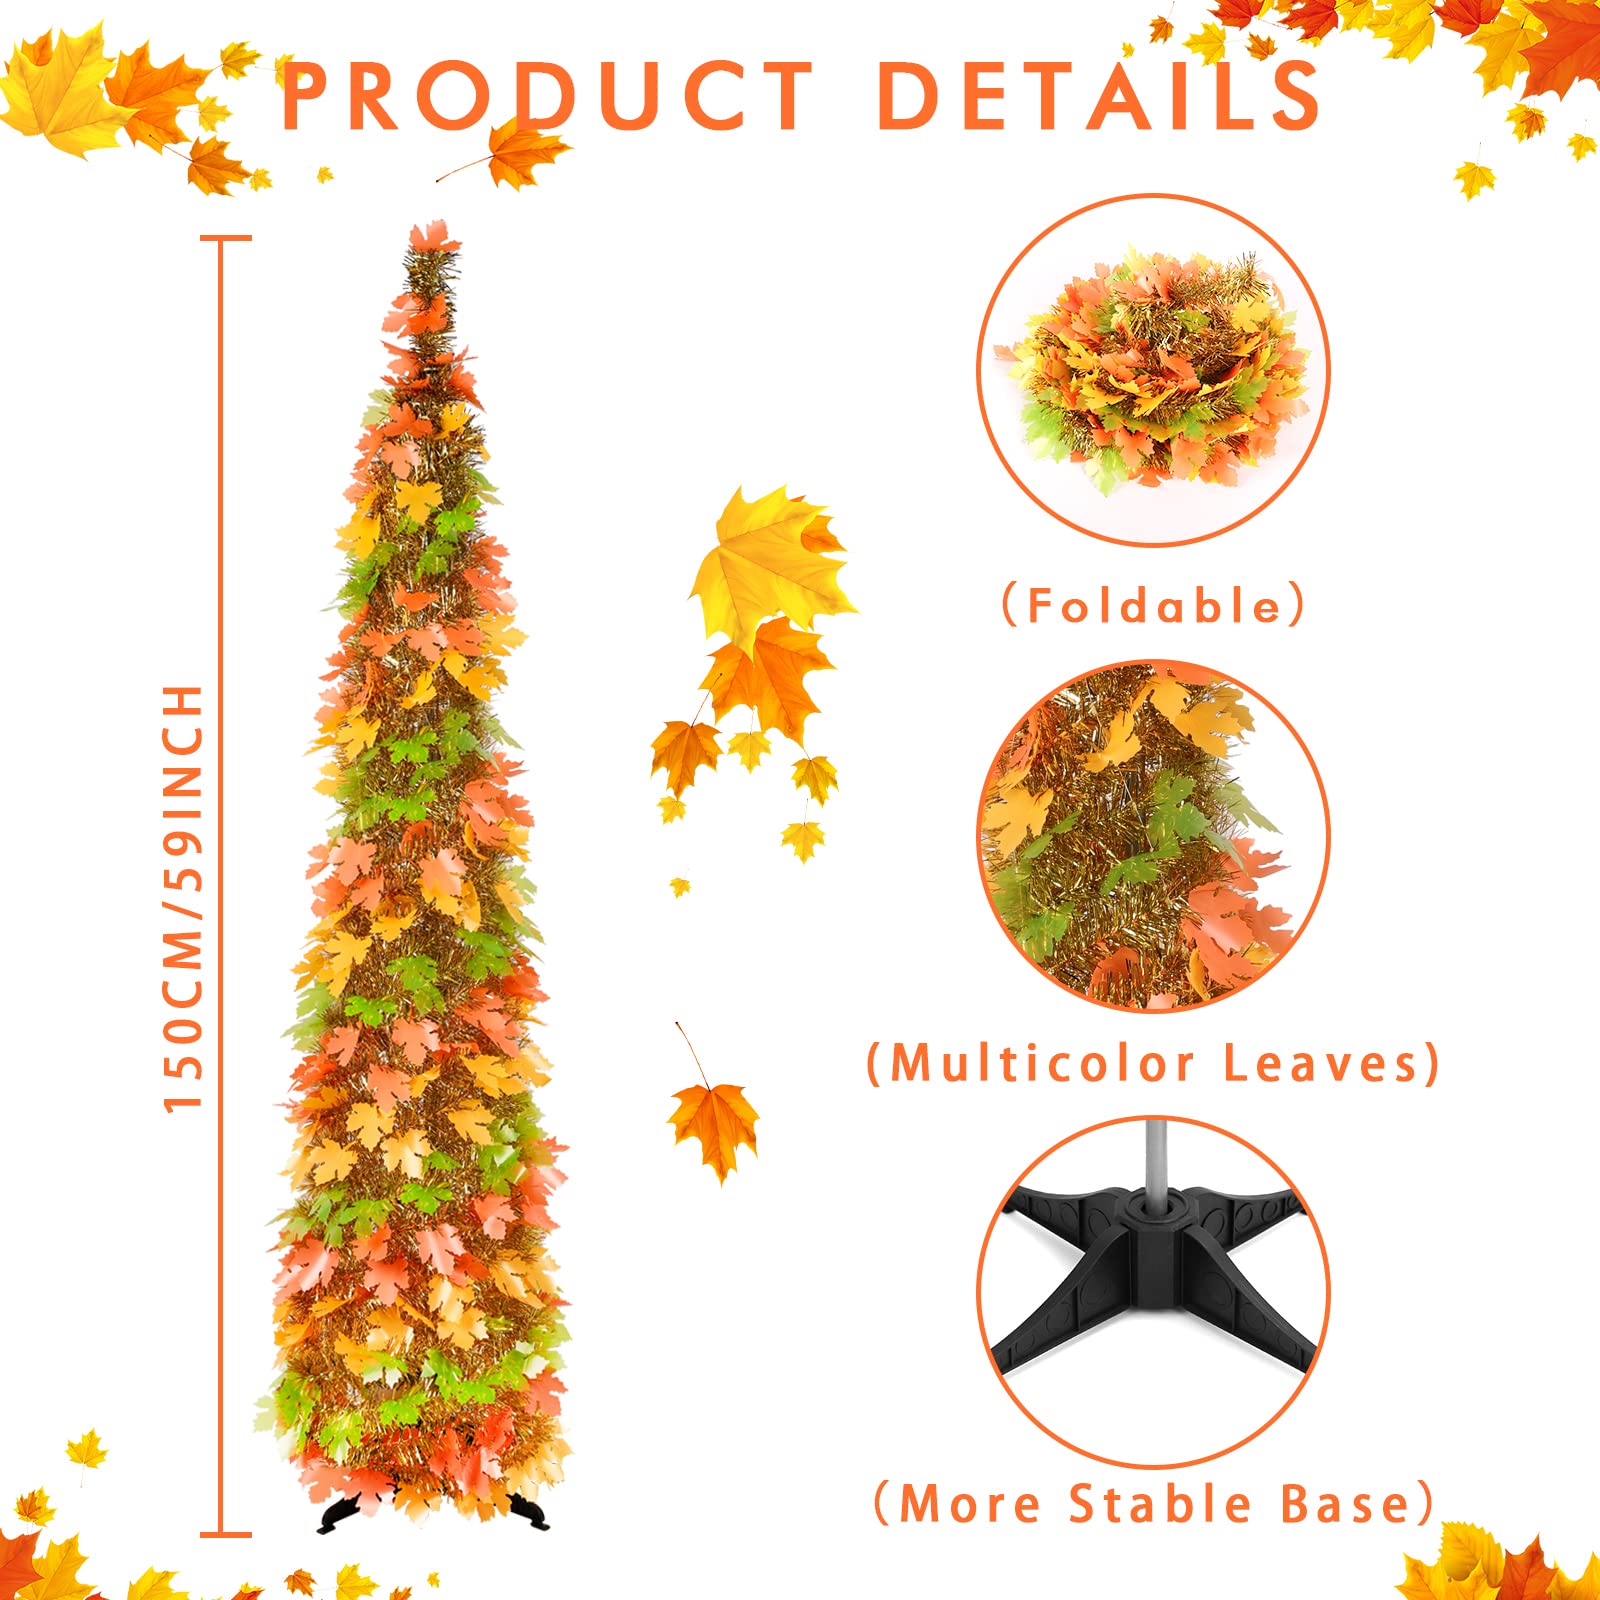 PRODUCT DETAILS
150CM/59INCH
(Foldable)
(Multicolor Leaves)
(More Stable Base)